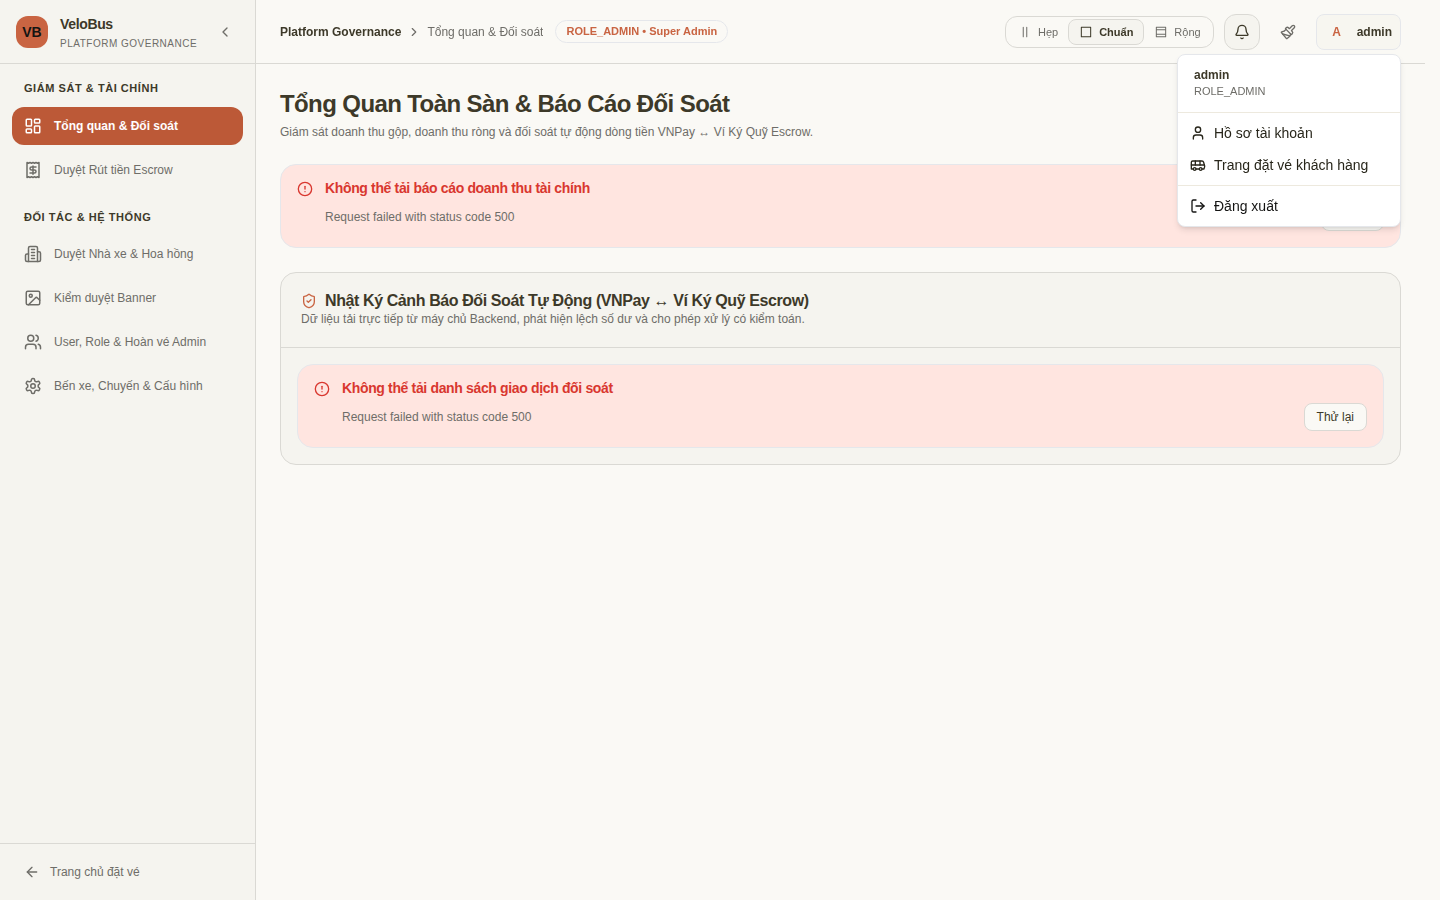 VB
VeloBus
PLATFORM GOVERNANCE
GIÁM SÁT & TÀI CHÍNH
Tổng quan & Đối soát
Duyệt Rút tiền Escrow
ĐỐI TÁC & HỆ THỐNG
Duyệt Nhà xe & Hoa hồng
Kiểm duyệt Banner
User, Role & Hoàn vé Admin
Bến xe, Chuyến & Cấu hình
Trang chủ đặt vé
Platform Governance
Tổng quan & Đối soát
ROLE_ADMIN • Super Admin
Hẹp
Chuẩn
Rộng
A
admin
admin
ROLE_ADMIN
Hồ sơ tài khoản
Trang đặt vé khách hàng
Đăng xuất
Tổng Quan Toàn Sàn & Báo Cáo Đối Soát
Giám sát doanh thu gộp, doanh thu ròng và đối soát tự động dòng tiền VNPay ↔ Ví Ký Quỹ Escrow.
Không thể tải báo cáo doanh thu tài chính
Request failed with status code 500
Nhật Ký Cảnh Báo Đối Soát Tự Động (VNPay ↔ Ví Ký Quỹ Escrow)
Dữ liệu tải trực tiếp từ máy chủ Backend, phát hiện lệch số dư và cho phép xử lý có kiểm toán.
Không thể tải danh sách giao dịch đối soát
Request failed with status code 500
Thử lại